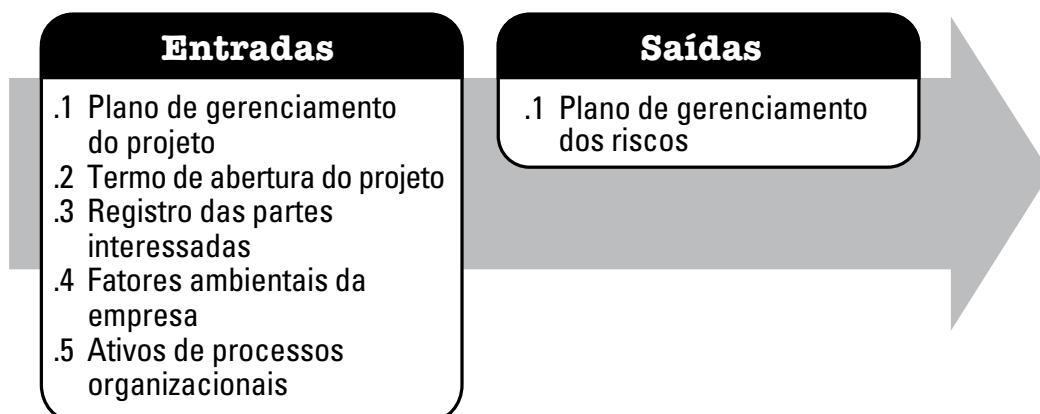 Entradas
.1 Plano de gerenciamento
do projeto
.2 Termo de abertura do projeto
.3 Registro das partes
interessadas
.4 Fatores ambientais da
empresa
.5 Ativos de processos
organizacionais
Saídas
.1 Plano de gerenciamento
dos riscos